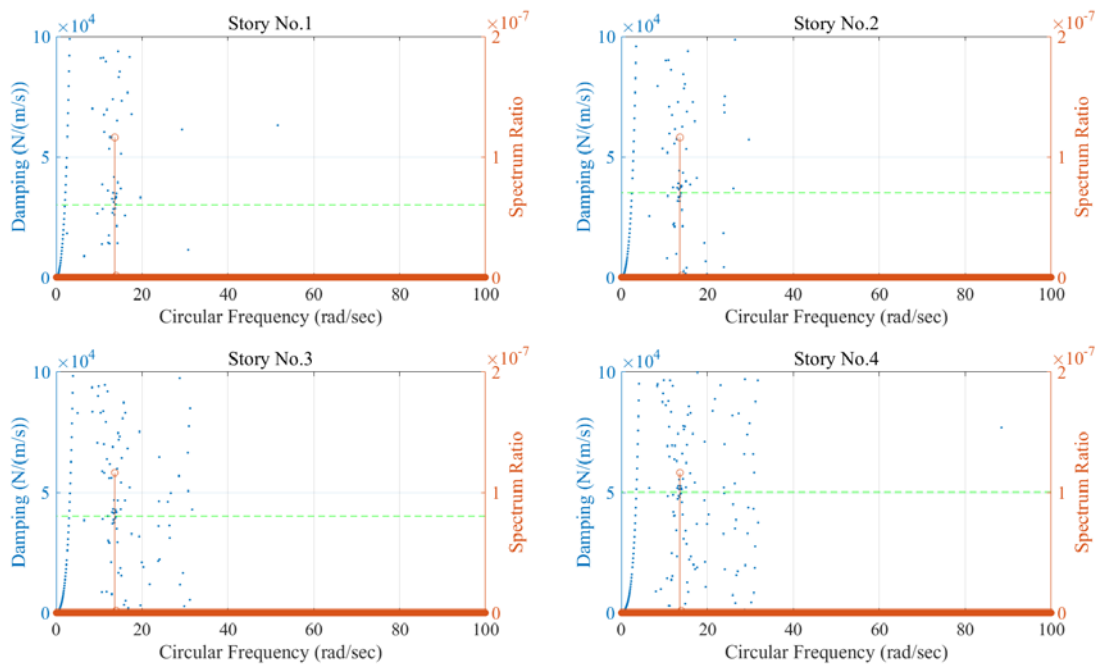 Story No.1
×10⁴
×10⁻⁷
Damping (N/(m/s))
10
5
0
Spectrum Ratio
2
1
0
0 20 40 60 80 100
Circular Frequency (rad/sec)
Story No.2
×10⁴
×10⁻⁷
Damping (N/(m/s))
10
5
0
Spectrum Ratio
2
1
0
0 20 40 60 80 100
Circular Frequency (rad/sec)
Story No.3
×10⁴
×10⁻⁷
Damping (N/(m/s))
10
5
0
Spectrum Ratio
2
1
0
0 20 40 60 80 100
Circular Frequency (rad/sec)
Story No.4
×10⁴
×10⁻⁷
Damping (N/(m/s))
10
5
0
Spectrum Ratio
2
1
0
0 20 40 60 80 100
Circular Frequency (rad/sec)